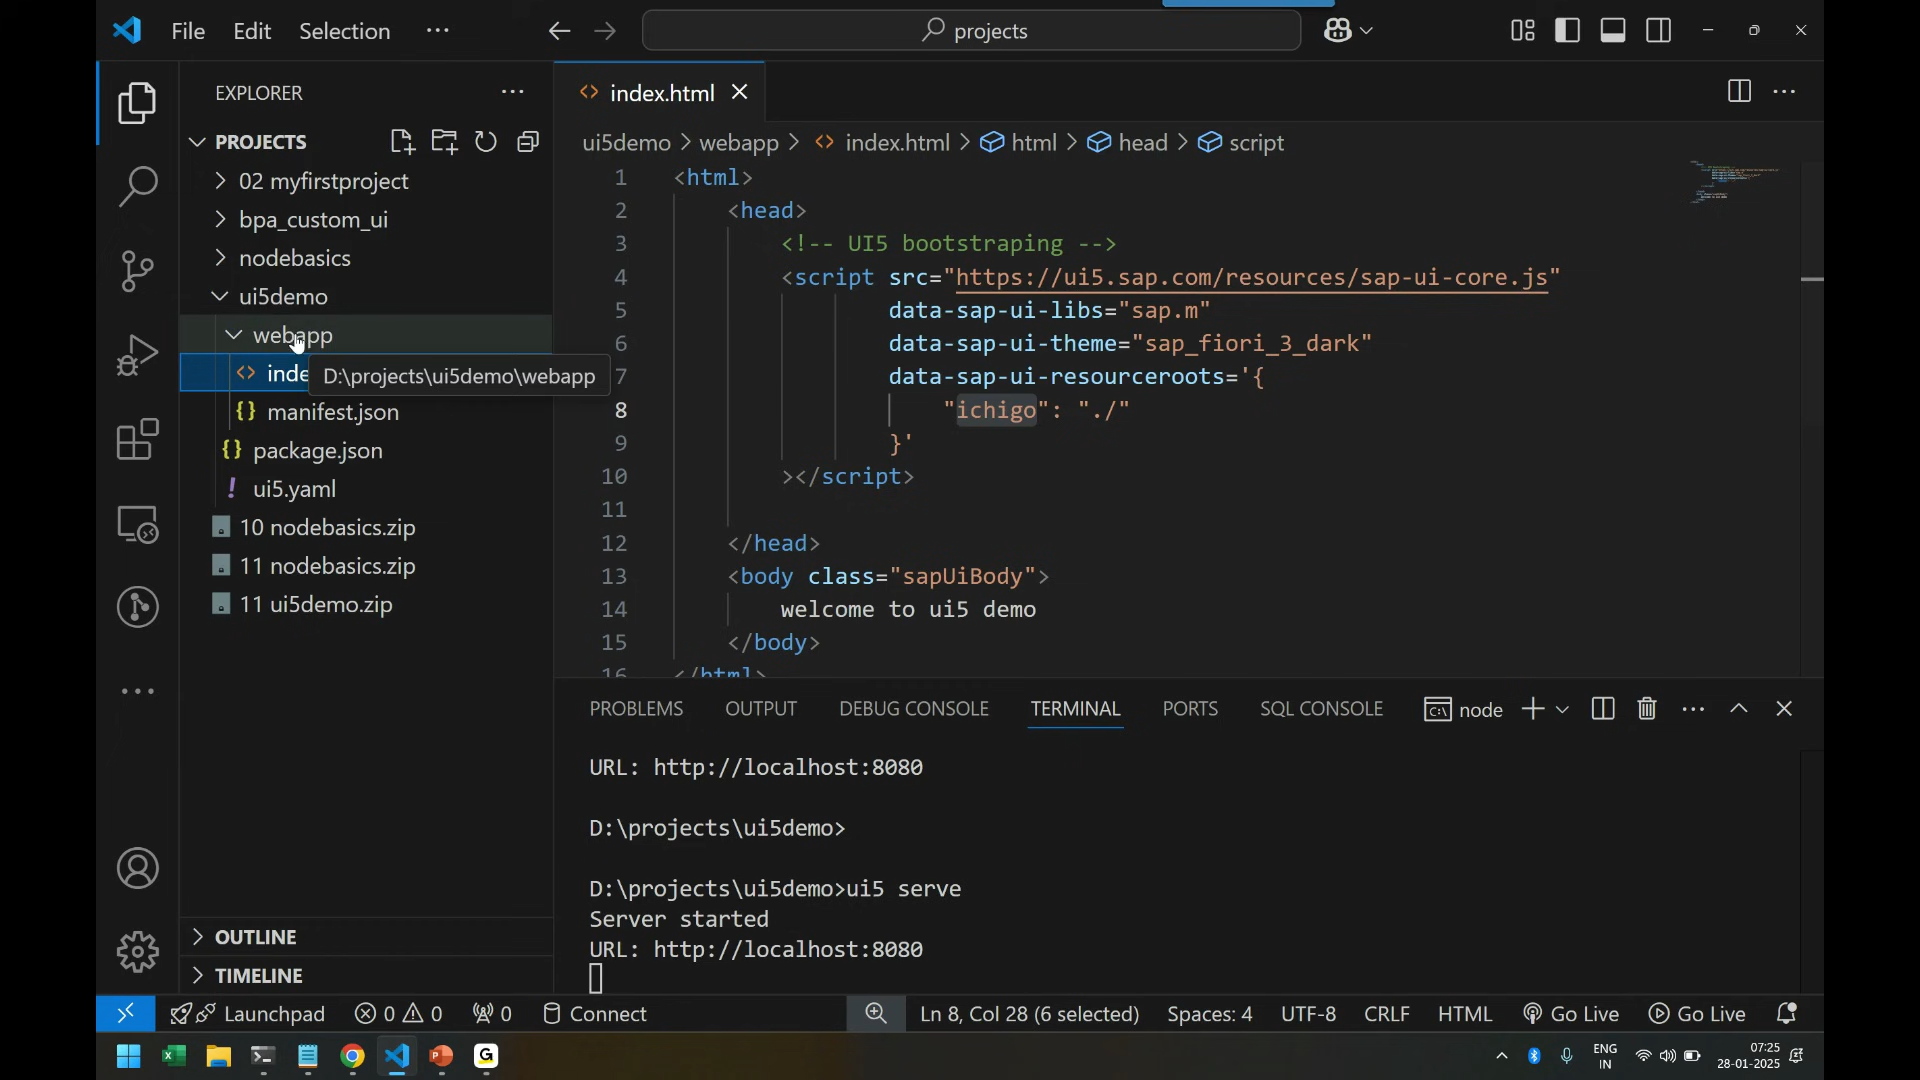 File Edit Selection ···
projects
EXPLORER
PROJECTS
02 myfirstproject
bpa_custom_ui
nodebasics
ui5demo
webapp
inde
D:\projects\ui5demo\webapp
manifest.json
package.json
ui5.yaml
10 nodebasics.zip
11 nodebasics.zip
11 ui5demo.zip
OUTLINE
TIMELINE
index.html
ui5demo > webapp > index.html > html > head > script
1 <html>
2 <head>
3 <!-- UI5 bootstraping -->
4 <script src="https://ui5.sap.com/resources/sap-ui-core.js"
5 data-sap-ui-libs="sap.m"
6 data-sap-ui-theme="sap_fiori_3_dark"
7 data-sap-ui-resourceroots='{
8 "ichigo": "./"
9 }'
10 ></script>
11
12 </head>
13 <body class="sapUiBody">
14 welcome to ui5 demo
15 </body>
16 </html>
PROBLEMS OUTPUT DEBUG CONSOLE TERMINAL PORTS SQL CONSOLE node
URL: http://localhost:8080
D:\projects\ui5demo>
D:\projects\ui5demo>ui5 serve
Server started
URL: http://localhost:8080
Launchpad 0 0 0 Connect Ln 8, Col 28 (6 selected) Spaces: 4 UTF-8 CRLF HTML Go Live Go Live
ENG
IN
07:25
28-01-2025